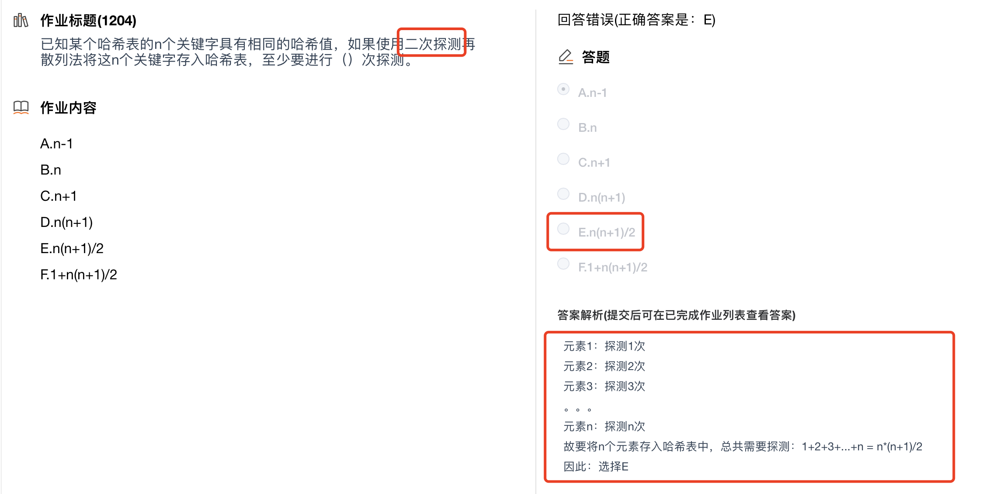 作业标题(1204)
已知某个哈希表的n个关键字具有相同的哈希值，如果使用二次探测再
散列法将这n个关键字存入哈希表，至少要进行（）次探测。
作业内容
A.n-1
B.n
C.n+1
D.n(n+1)
E.n(n+1)/2
F.1+n(n+1)/2
回答错误(正确答案是：E)
答题
A.n-1
B.n
C.n+1
D.n(n+1)
E.n(n+1)/2
F.1+n(n+1)/2
答案解析(提交后可在已完成作业列表查看答案)
元素1：探测1次
元素2：探测2次
元素3：探测3次
。。。
元素n：探测n次
故要将n个元素存入哈希表中，总共需要探测：1+2+3+...+n = n*(n+1)/2
因此：选择E